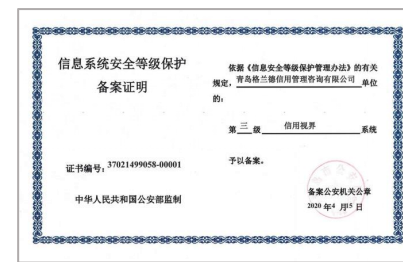 信息系统安全等级保护
备案证明
证书编号：37021499058-00001
中华人民共和国公安部监制
依据《信息安全等级保护管理办法》的有关
规定，青岛格兰德信用管理咨询有限公司 单位
的：
第 三 级 信用视界 系统
予以备案。
备案公安机关公章
2020 年4 月15 日